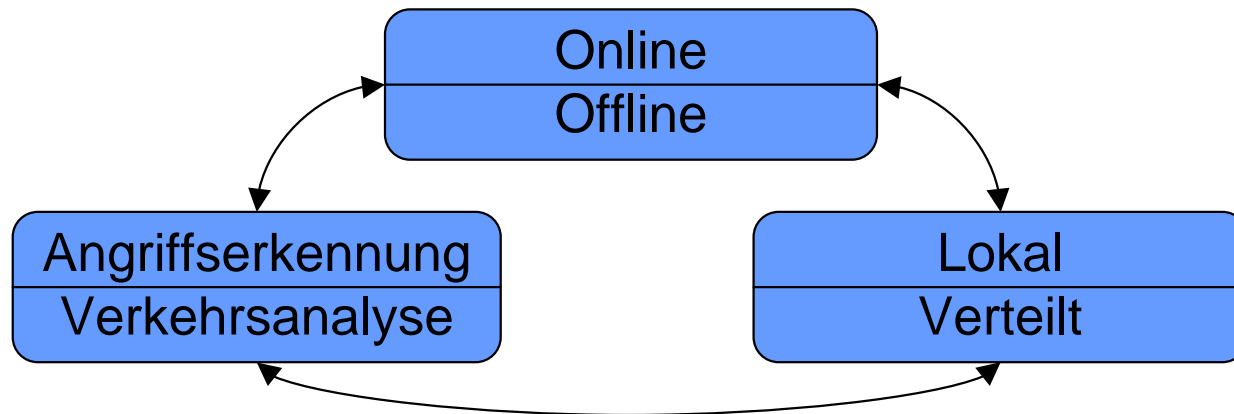 Online
Offline
Angriffserkennung
Verkehrsanalyse
Lokal
Verteilt